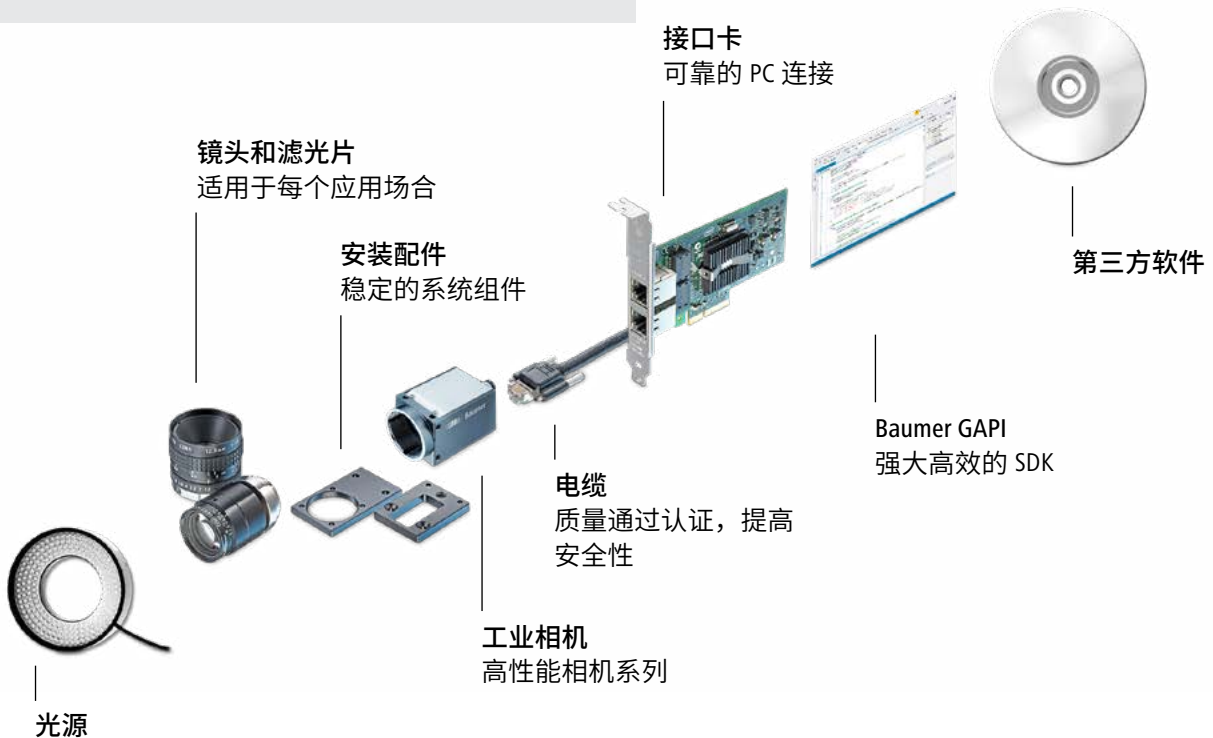 接口卡
可靠的 PC 连接
镜头和滤光片
适用于每个应用场合
安装配件
稳定的系统组件
第三方软件
Baumer
Baumer GAPI
强大高效的 SDK
电缆
质量通过认证，提高
安全性
工业相机
高性能相机系列
光源